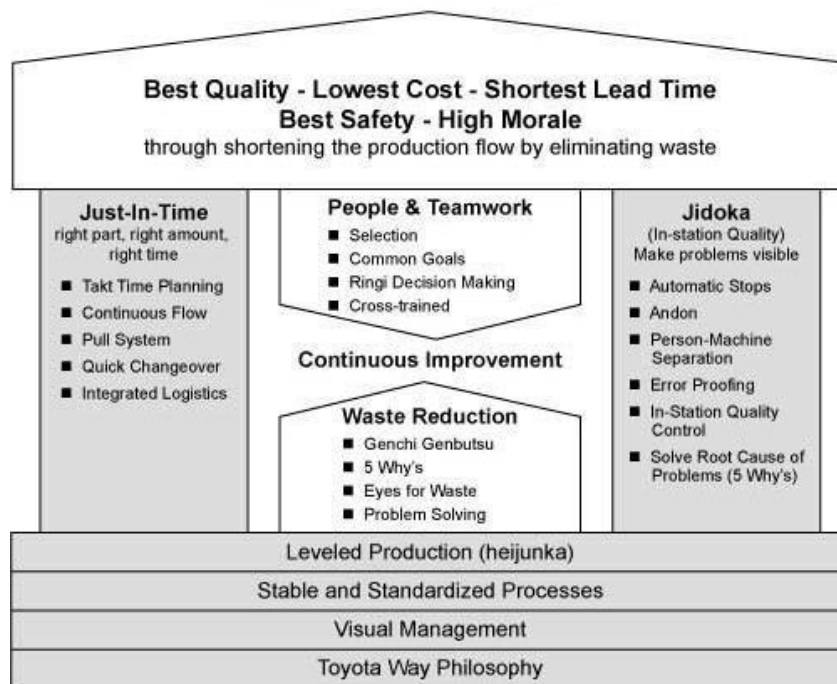 Best Quality - Lowest Cost - Shortest Lead Time
Best Safety - High Morale
through shortening the production flow by eliminating waste
Just-In-Time
right part, right amount,
right time
■ Takt Time Planning
■ Continuous Flow
■ Pull System
■ Quick Changeover
■ Integrated Logistics
People & Teamwork
■ Selection
■ Common Goals
■ Ringi Decision Making
■ Cross-trained
Continuous Improvement
Waste Reduction
■ Genchi Genbutsu
■ 5 Why's
■ Eyes for Waste
■ Problem Solving
Jidoka
(In-station Quality)
Make problems visible
■ Automatic Stops
■ Andon
■ Person-Machine
Separation
■ Error Proofing
■ In-Station Quality
Control
■ Solve Root Cause of
Problems (5 Why's)
Leveled Production (heijunka)
Stable and Standardized Processes
Visual Management
Toyota Way Philosophy